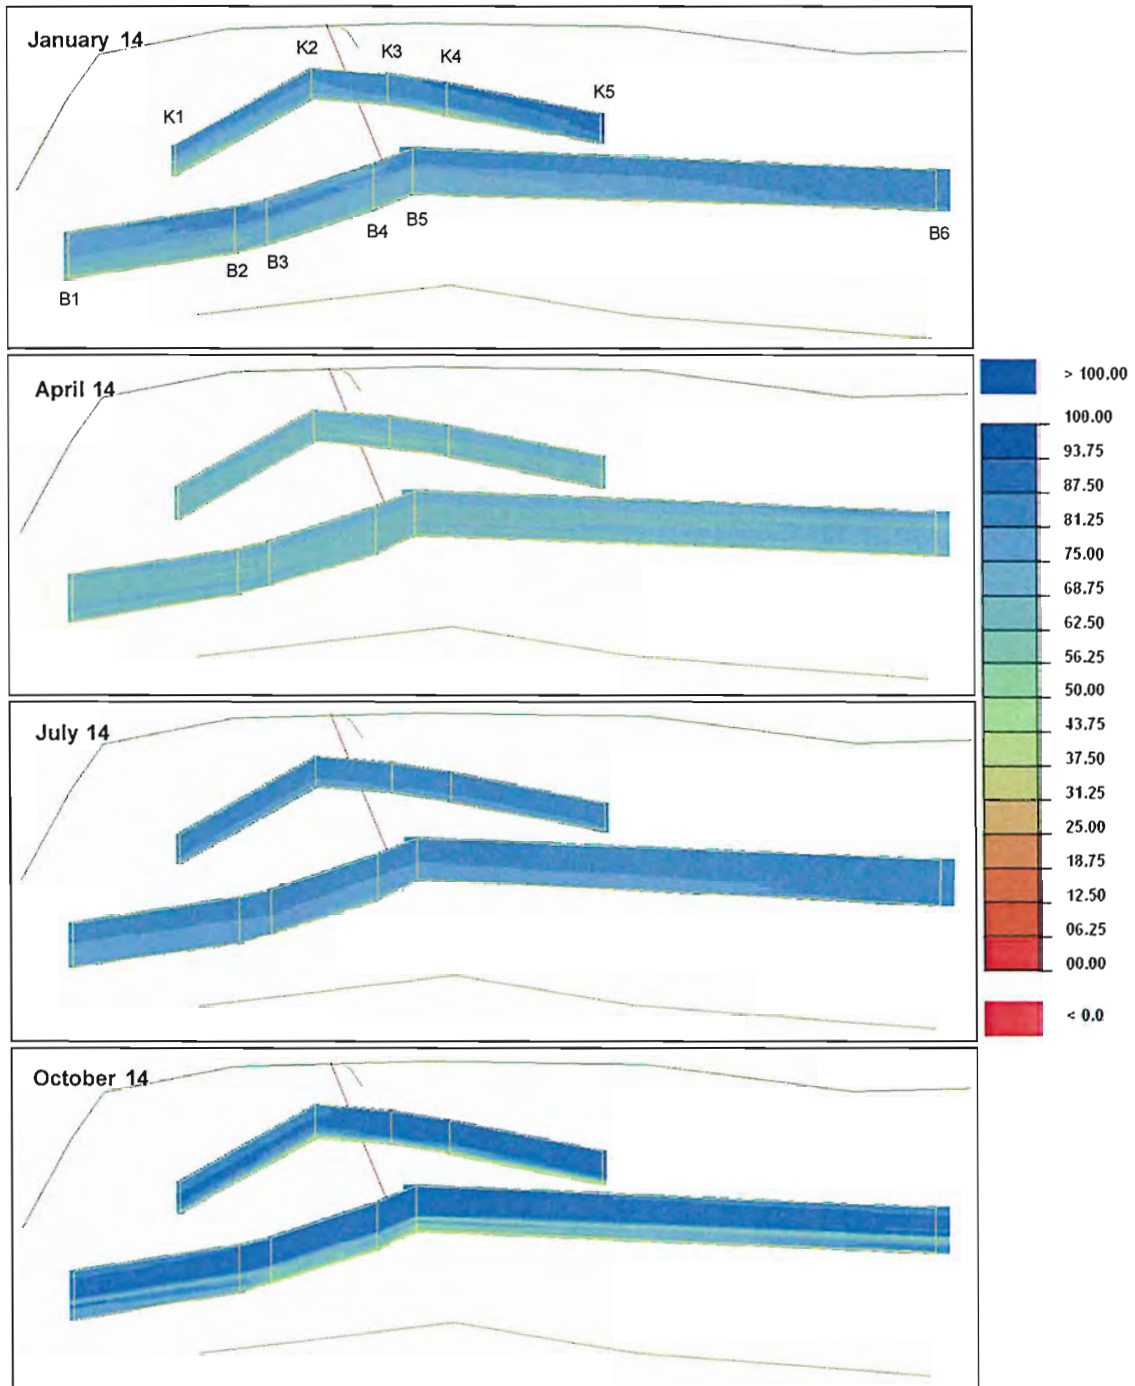 January 14
K1
K2
K3
K4
K5
B1
B2
B3
B4
B5
B6
April 14
July 14
October 14
> 100.00
100.00
93.75
87.50
81.25
75.00
68.75
62.50
56.25
50.00
43.75
37.50
31.25
25.00
18.75
12.50
06.25
00.00
< 0.0